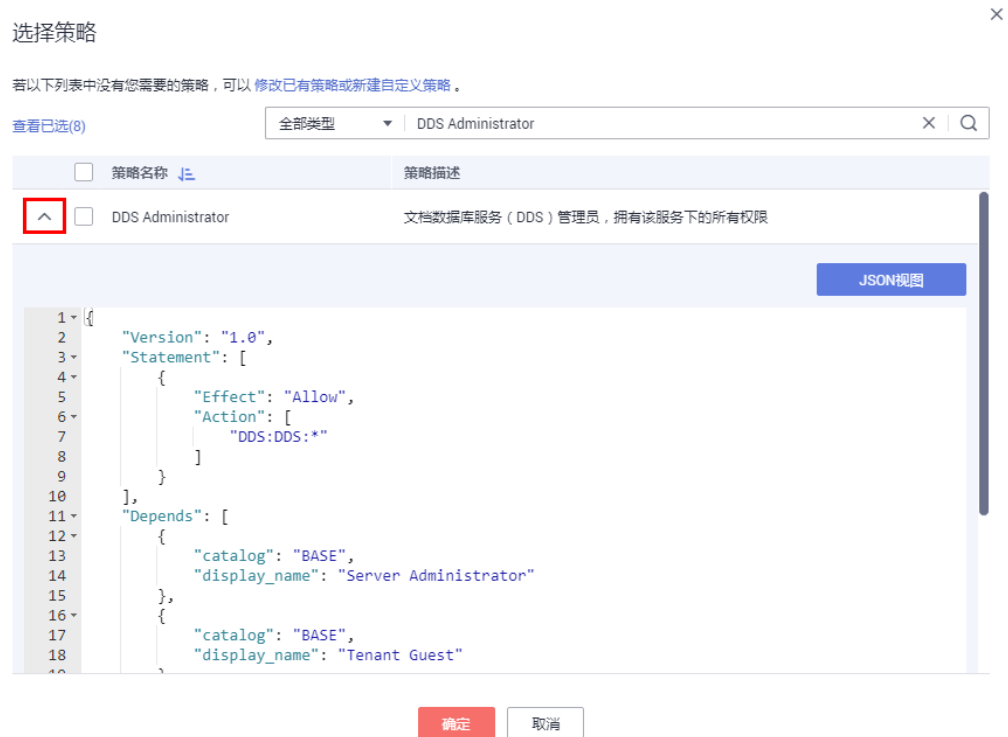 选择策略
若以下列表中没有您需要的策略，可以 修改已有策略或新建自定义策略 。
查看已选(8) 全部类型 DDS Administrator
策略名称 策略描述
DDS Administrator 文档数据库服务（DDS）管理员，拥有该服务下的所有权限
JSON视图
1 {
2 "Version": "1.0",
3 "Statement": [
4 {
5 "Effect": "Allow",
6 "Action": [
7 "DDS:DDS:*"
8 ]
9 }
10 ],
11 "Depends": [
12 {
13 "catalog": "BASE",
14 "display_name": "Server Administrator"
15 },
16 {
17 "catalog": "BASE",
18 "display_name": "Tenant Guest"
确定 取消